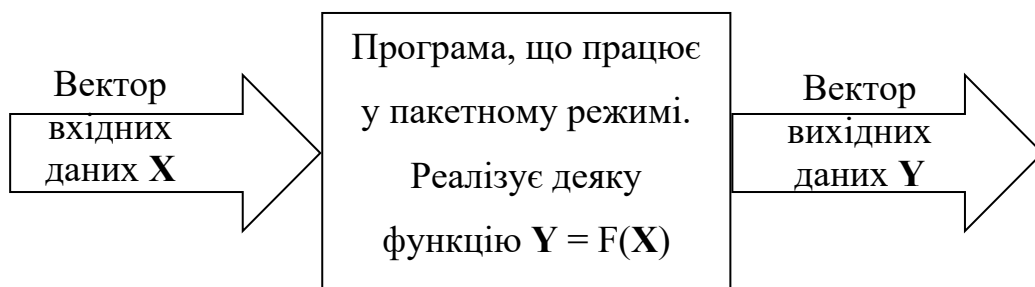 Вектор
вхідних
даних X
Програма, що працює
у пакетному режимі.
Реалізує деяку
функцію Y = F(X)
Вектор
вихідних
даних Y